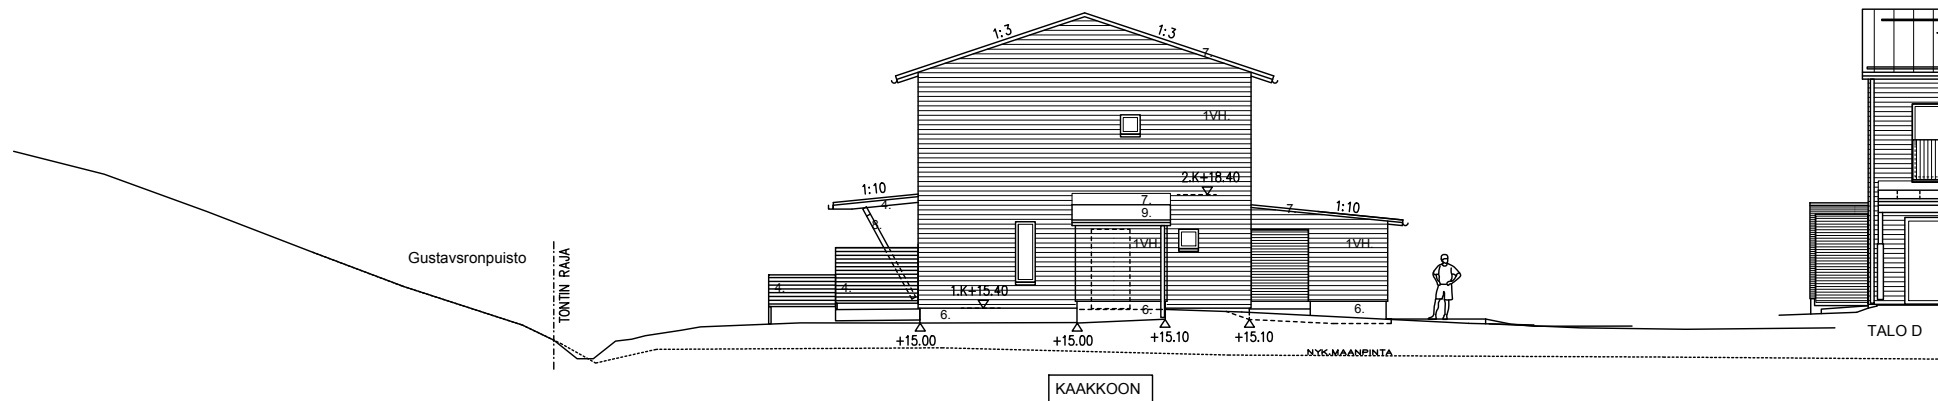 1:3
1:3
7.
1VH.
2.K+18.40
1:10
4.
8.
7.
9.
7.
1:10
Gustavsronpuisto
TONTIN RAJA
1VH.
1VH.
4.
4.
1.K+15.40
6.
6.
6.
+15.00
+15.00
+15.10
+15.10
TALO D
NYK.MAANPINTA
KAAKKOON